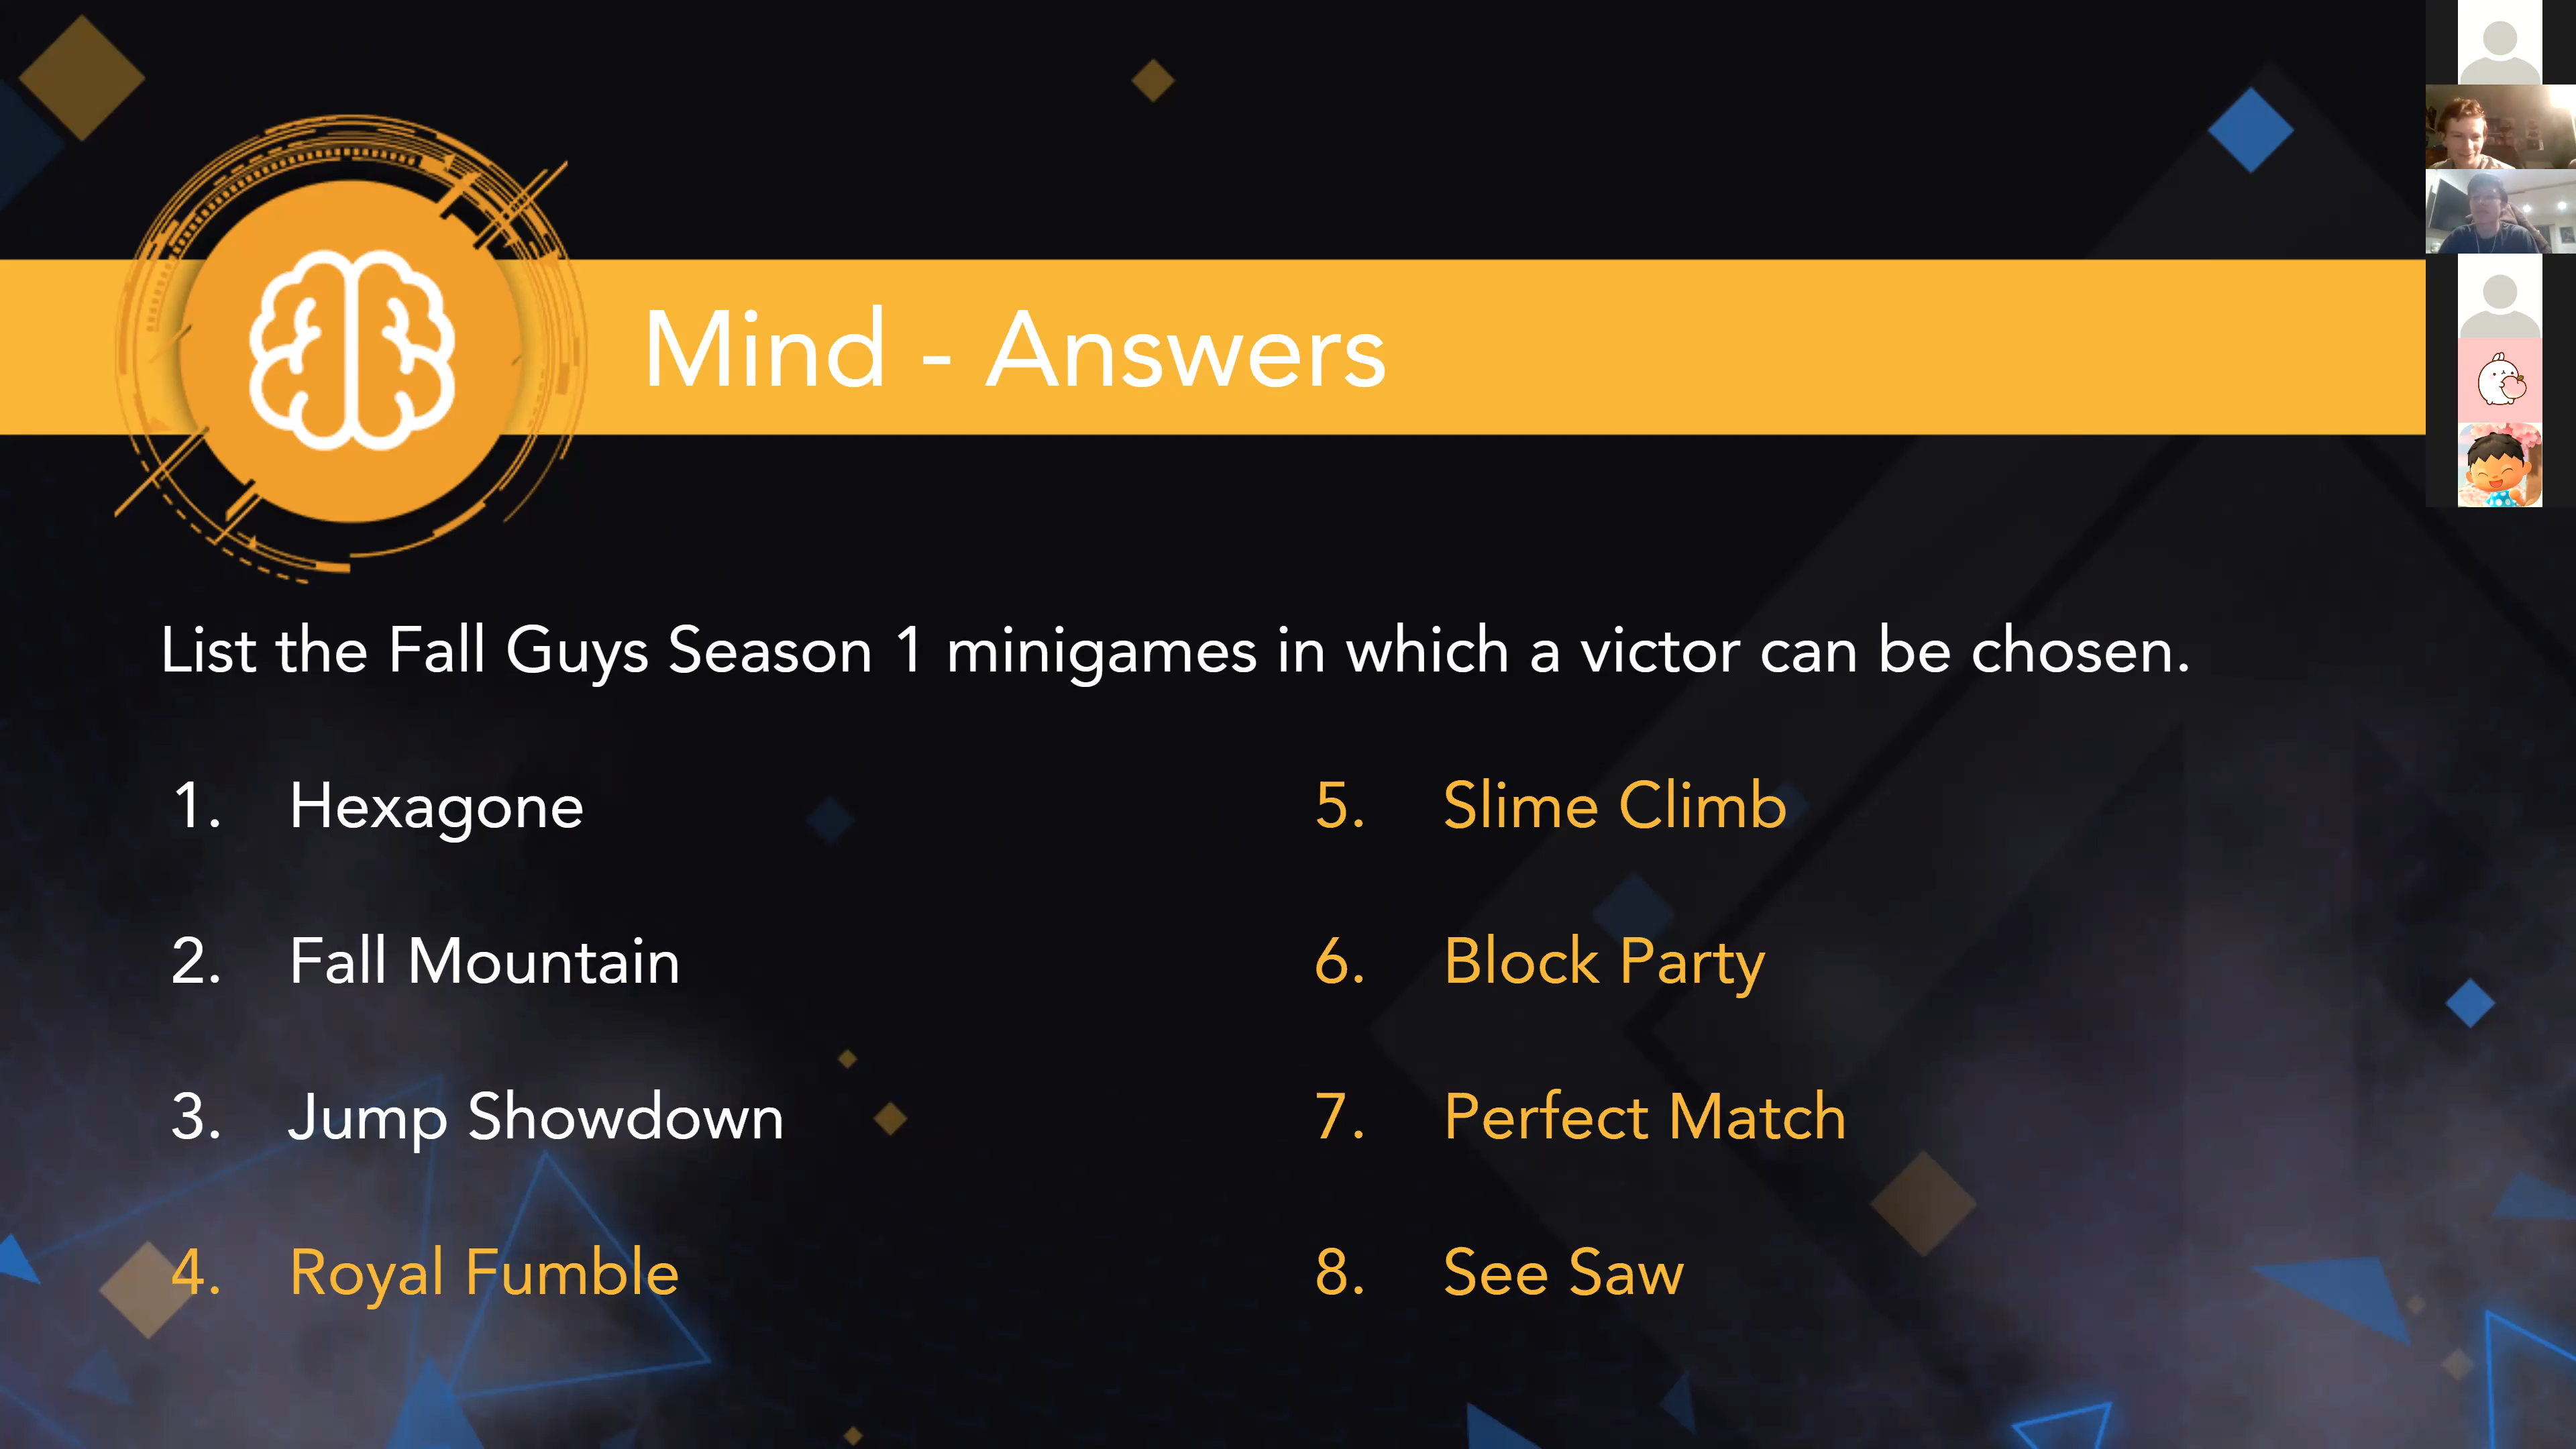 Mind - Answers
List the Fall Guys Season 1 minigames in which a victor can be chosen.
1. Hexagone
2. Fall Mountain
3. Jump Showdown
4. Royal Fumble
5. Slime Climb
6. Block Party
7. Perfect Match
8. See Saw